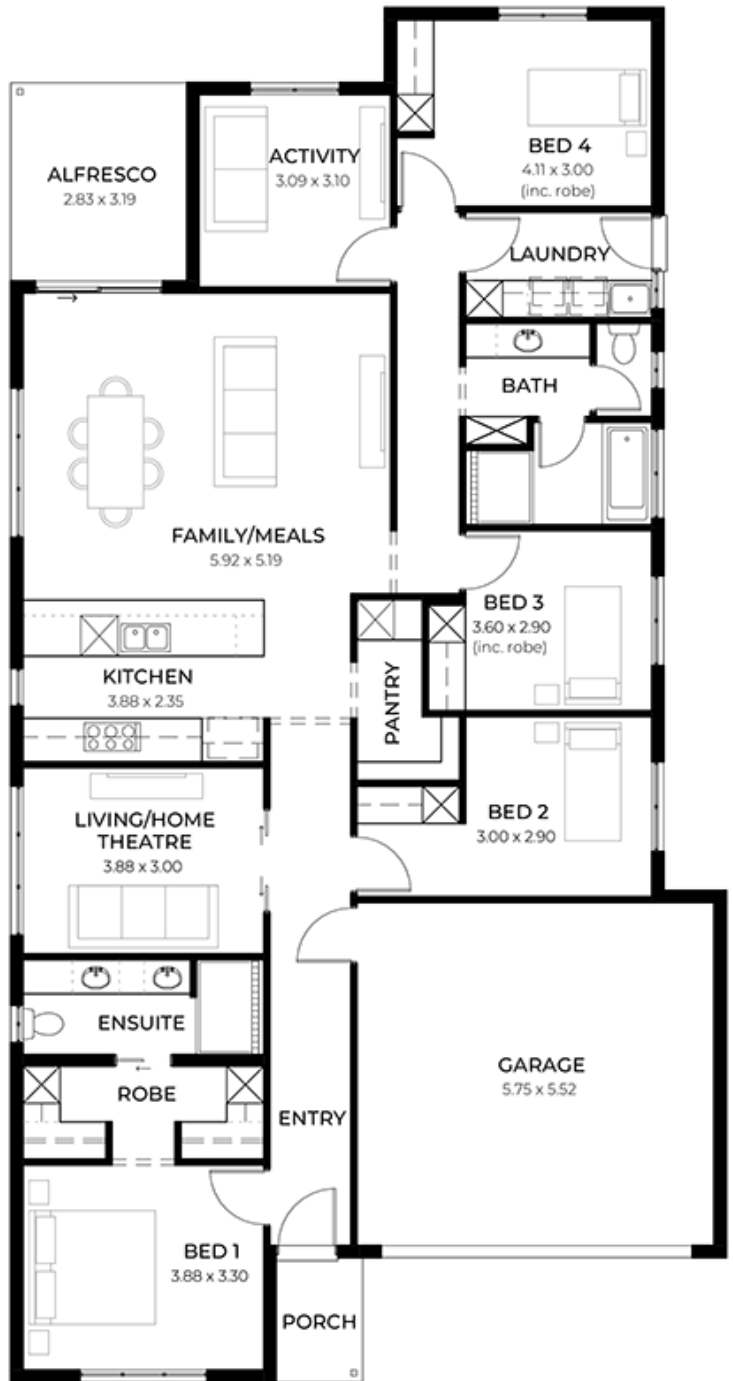 BED 4
4.11 x 3.00
(inc. robe)
ACTIVITY
3.09 x 3.10
ALFRESCO
2.83 x 3.19
LAUNDRY
BATH
FAMILY/MEALS
5.92 x 5.19
BED 3
3.60 x 2.90
(inc. robe)
KITCHEN
3.88 x 2.35
PANTRY
LIVING/HOME
THEATRE
3.88 x 3.00
BED 2
3.00 x 2.90
ENSUITE
ROBE
GARAGE
5.75 x 5.52
ENTRY
BED 1
3.88 x 3.30
PORCH